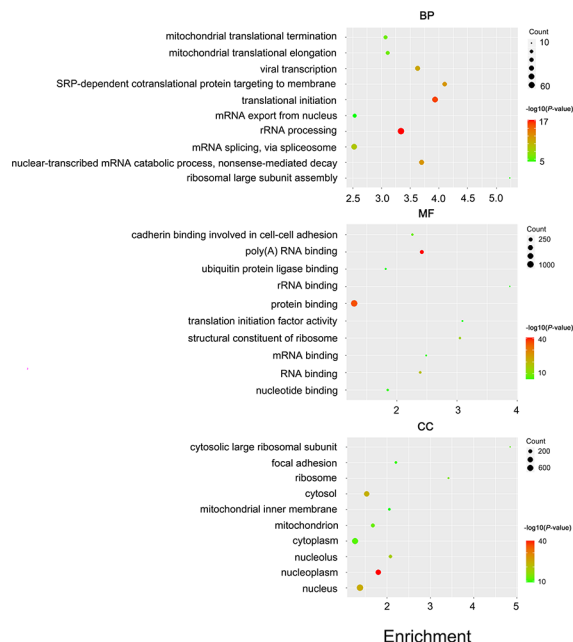 BP
mitochondrial translational termination
mitochondrial translational elongation
viral transcription
SRP-dependent cotranslational protein targeting to membrane
translational initiation
mRNA export from nucleus
rRNA processing
mRNA splicing, via spliceosome
nuclear-transcribed mRNA catabolic process, nonsense-mediated decay
ribosomal large subunit assembly
2.5 3.0 3.5 4.0 4.5 5.0
Count
10
60
-log10(P-value)
17
5
MF
cadherin binding involved in cell-cell adhesion
poly(A) RNA binding
ubiquitin protein ligase binding
rRNA binding
protein binding
translation initiation factor activity
structural constituent of ribosome
mRNA binding
RNA binding
nucleotide binding
2 3 4
Count
250
1000
-log10(P-value)
40
10
CC
cytosolic large ribosomal subunit
focal adhesion
ribosome
cytosol
mitochondrial inner membrane
mitochondrion
cytoplasm
nucleolus
nucleoplasm
nucleus
2 3 4 5
Count
200
600
-log10(P-value)
40
10
Enrichment